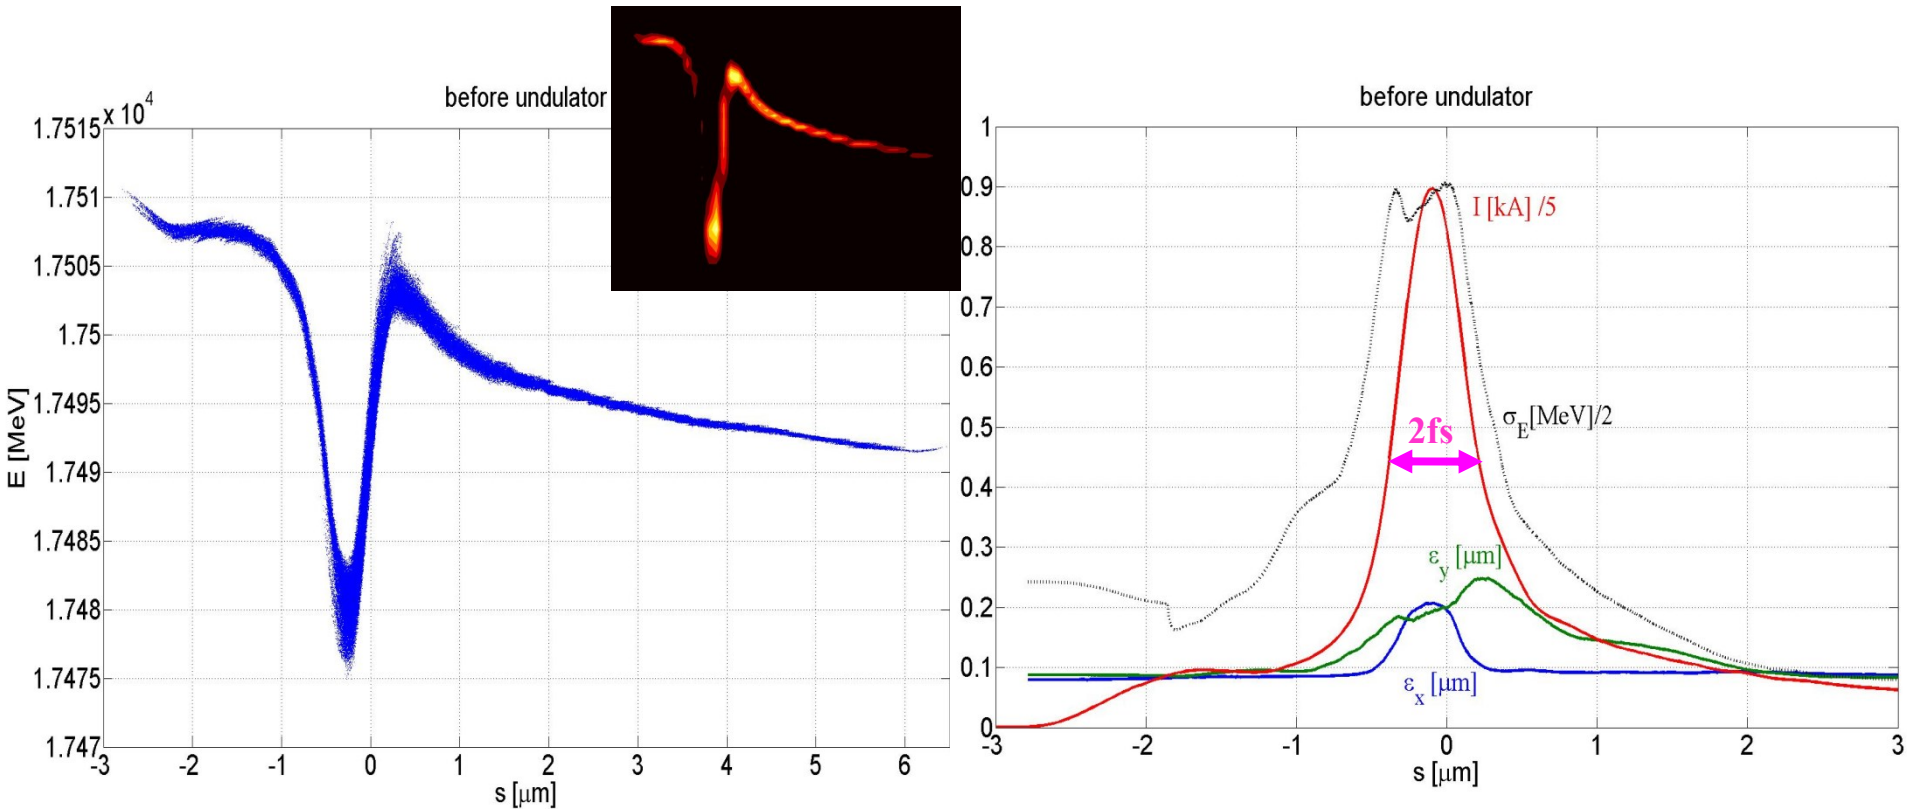 before undulator
x 10^4
1.7515
1.751
1.7505
1.75
1.7495
1.749
1.7485
1.748
1.7475
1.747
E [MeV]
-3 -2 -1 0 1 2 3 4 5 6
s [μm]
before undulator
1
0.9
0.8
0.7
0.6
0.5
0.4
0.3
0.2
0.1
0
I [kA] /5
σ_E[MeV]/2
2fs
ε_y [μm]
ε_x [μm]
-3 -2 -1 0 1 2 3
s [μm]